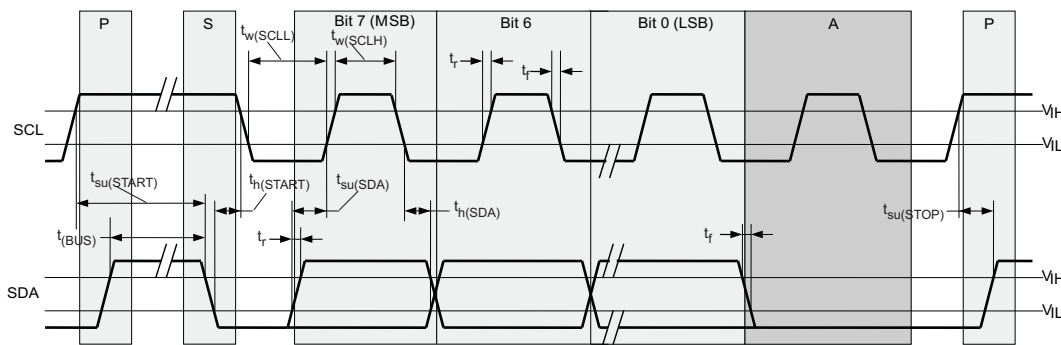 P S Bit 7 (MSB) Bit 6 Bit 0 (LSB) A P
tw(SCLL) tw(SCLH)
tr tf
SCL VIH
VIL
tsu(START) th(START) tsu(SDA) th(SDA) tsu(STOP)
t(BUS) tr tf
SDA VIH
VIL